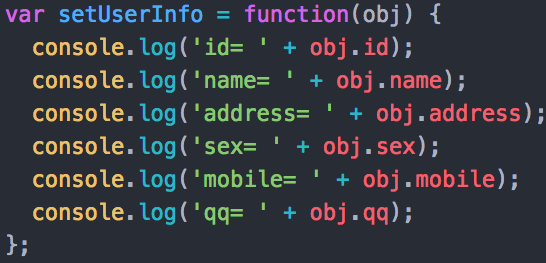 var setUserInfo = function(obj) {
  console.log('id= ' + obj.id);
  console.log('name= ' + obj.name);
  console.log('address= ' + obj.address);
  console.log('sex= ' + obj.sex);
  console.log('mobile= ' + obj.mobile);
  console.log('qq= ' + obj.qq);
};